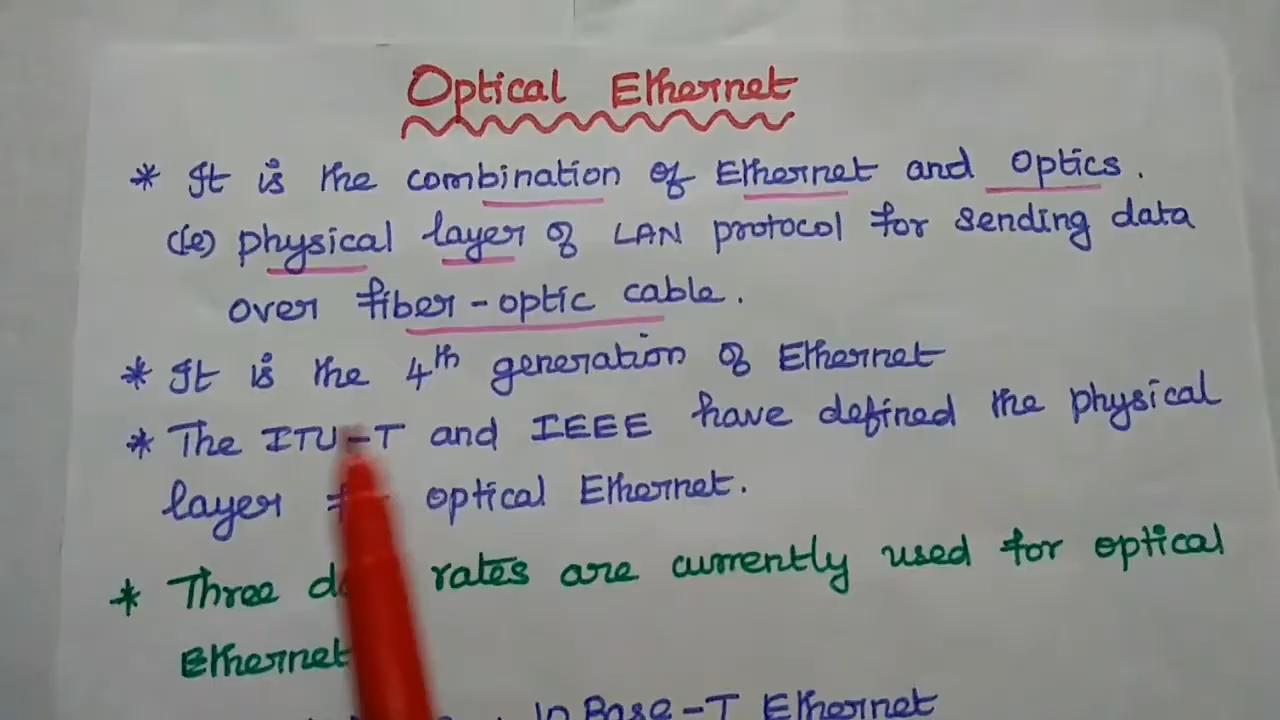 Optical Ethernet
* It is the combination of Ethernet and Optics.
(ie) physical layer of LAN protocol for sending data
over fiber-optic cable.
* It is the 4th generation of Ethernet
* The ITU-T and IEEE have defined the physical
layer optical Ethernet.
* Three rates are currently used for optical
Ethernet
10 Base-T Ethernet